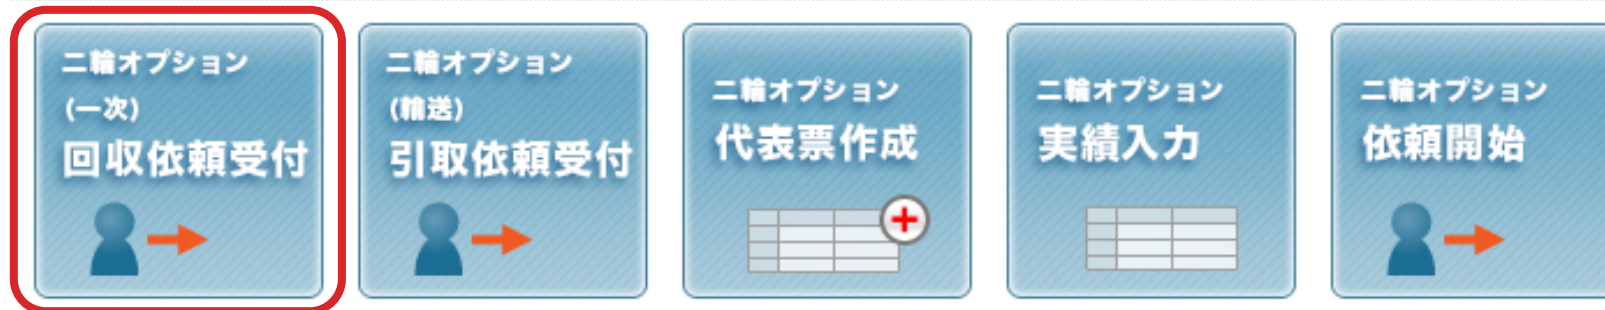 二輪オプション
(一次)
回収依頼受付
二輪オプション
(輸送)
引取依頼受付
二輪オプション
代表票作成
二輪オプション
実績入力
二輪オプション
依頼開始